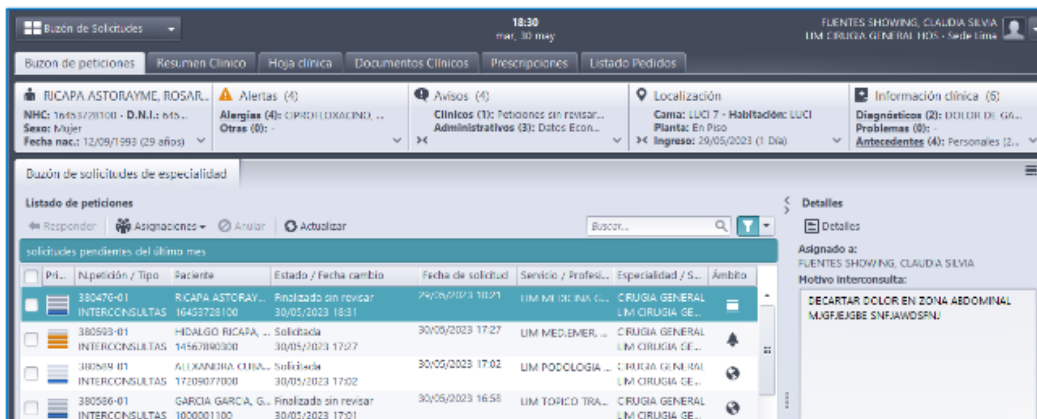 Buzón de Solicitudes
18:30
mar, 30 may
FUENTES SHOWING, CLAUDIA SILVIA
LIM CIRUGIA GENERAL HOS - Sede Lima
Buzon de peticiones
Resumen Clínico
Hoja clínica
Documentos Clínicos
Prescripciones
Listado Pedidos
RICAPA ASTORAYME, ROSAR...
NHC: 16453728100 - D.N.I.: 645...
Sexo: Mujer
Fecha nac.: 12/09/1993 (29 años)
Alertas (4)
Alergias (4): CIPROFLOXACINO, ...
Otras (0): -
Avisos (4)
Clínicos (1): Peticiones sin revisar...
Administrativos (3): Datos Econ...
Localización
Cama: LUCI 7 - Habitación: LUCI
Planta: En Piso
Ingreso: 29/05/2023 (1 Día)
Información clínica (6)
Diagnósticos (2): DOLOR DE GA...
Problemas (0): -
Antecedentes (4): Personales (2...
Buzón de solicitudes de especialidad
Listado de peticiones
Responder
Asignaciones
Anular
Actualizar
Buscar...
solicitudes pendientes del último mes
Pri...
N.petición / Tipo
Paciente
Estado / Fecha cambio
Fecha de solicitud
Servicio / Profesi...
Especialidad / S...
Ámbito
380476-01
RICAPA ASTORAY...
Finalizada sin revisar
29/05/2023 10:21
LIM MEDICINA G...
CIRUGIA GENERAL
INTERCONSULTAS
16453728100
30/05/2023 18:31
LIM CIRUGIA GE...
380593-01
HIDALGO RICAPA, ...
Solicitada
30/05/2023 17:27
LIM MED.EMER. ...
CIRUGIA GENERAL
INTERCONSULTAS
14567890300
30/05/2023 17:27
LIM CIRUGIA GE...
380589-01
ALEXANDRA CUBA...
Solicitada
30/05/2023 17:02
LIM PODOLOGIA ...
CIRUGIA GENERAL
INTERCONSULTAS
17209077000
30/05/2023 17:02
LIM CIRUGIA GE...
380586-01
GARCIA GARCIA, G...
Finalizada sin revisar
30/05/2023 16:58
LIM TOPICO TRA...
CIRUGIA GENERAL
INTERCONSULTAS
1000001100
30/05/2023 17:01
LIM CIRUGIA GE...
Detalles
Detalles
Asignado a:
FUENTES SHOWING, CLAUDIA SILVIA
Motivo interconsulta:
DECARTAR DOLOR EN ZONA ABDOMINAL